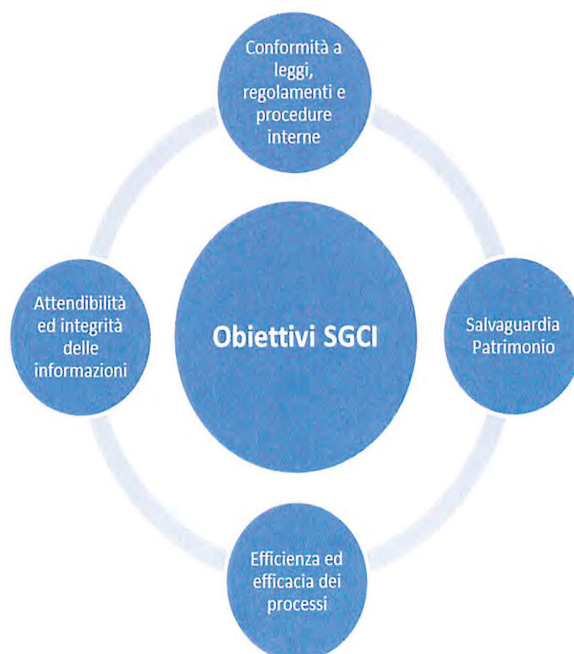 Conformità a
leggi,
regolamenti e
procedure
interne
Attendibilità
ed integrità
delle
informazioni
Obiettivi SGCI
Salvaguardia
Patrimonio
Efficienza ed
efficacia dei
processi